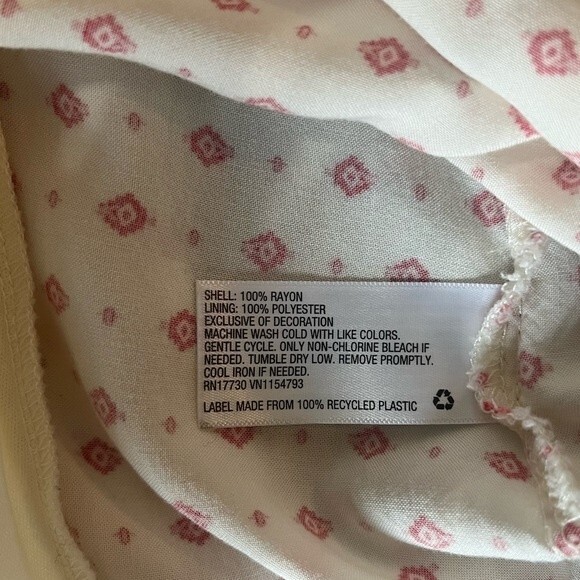 SHELL: 100% RAYON
LINING: 100% POLYESTER
EXCLUSIVE OF DECORATION
MACHINE WASH COLD WITH LIKE COLORS.
GENTLE CYCLE. ONLY NON-CHLORINE BLEACH IF
NEEDED. TUMBLE DRY LOW. REMOVE PROMPTLY.
COOL IRON IF NEEDED.
RN17730 VN1154793
LABEL MADE FROM 100% RECYCLED PLASTIC